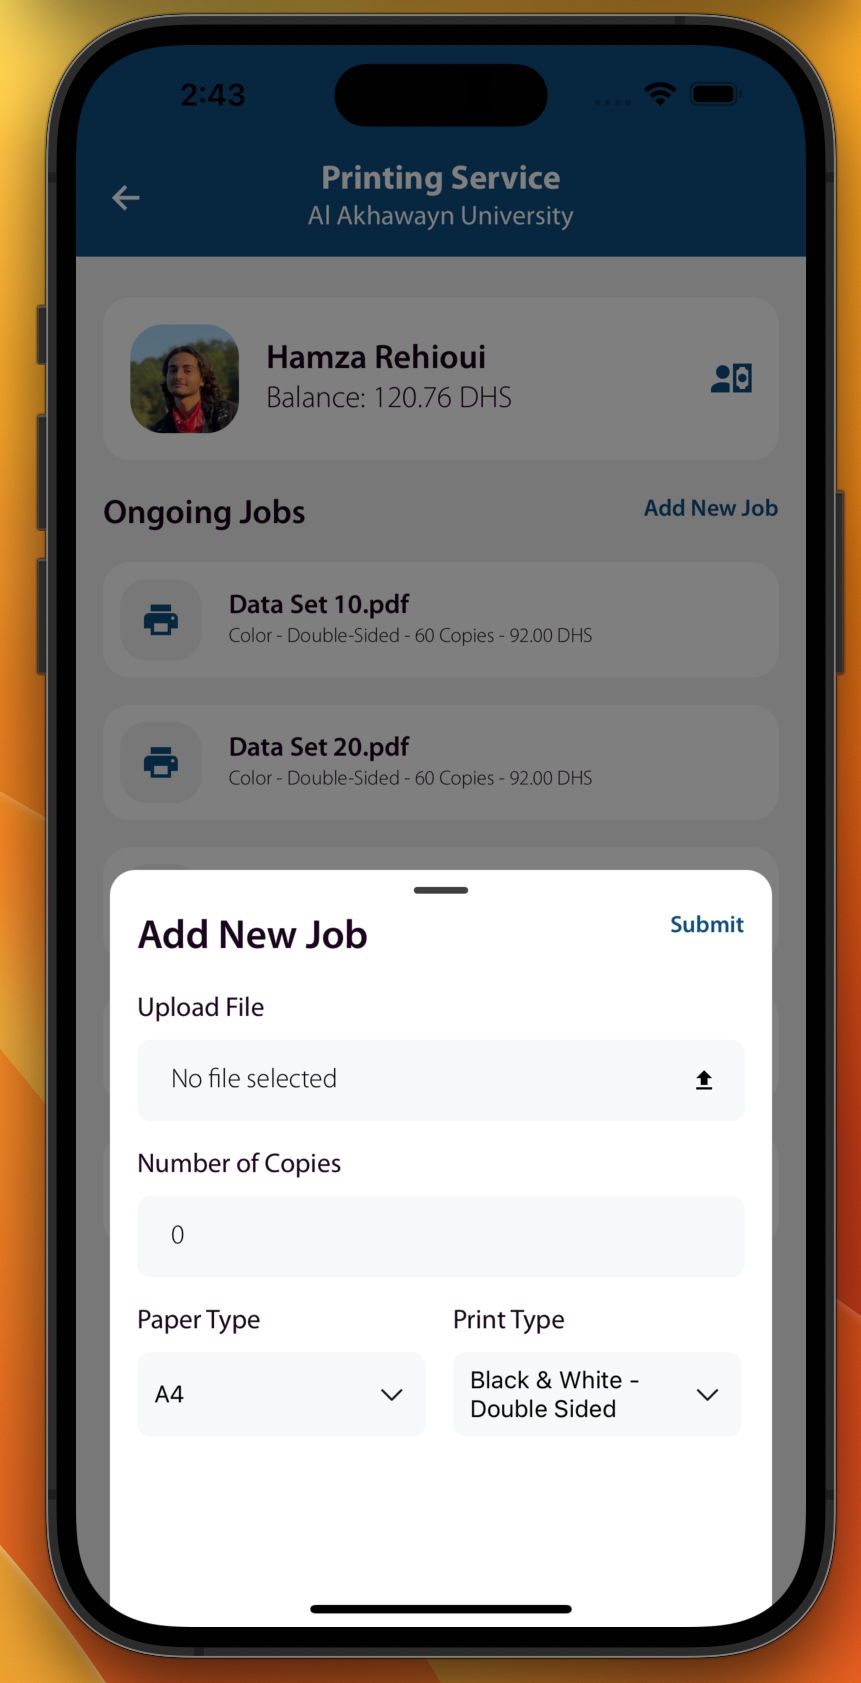 2:43
Printing Service
Al Akhawayn University
Hamza Rehioui
Balance: 120.76 DHS
Ongoing Jobs
Add New Job
Data Set 10.pdf
Color - Double-Sided - 60 Copies - 92.00 DHS
Data Set 20.pdf
Color - Double-Sided - 60 Copies - 92.00 DHS
Add New Job
Submit
Upload File
No file selected
Number of Copies
0
Paper Type
Print Type
A4
Black & White -
Double Sided